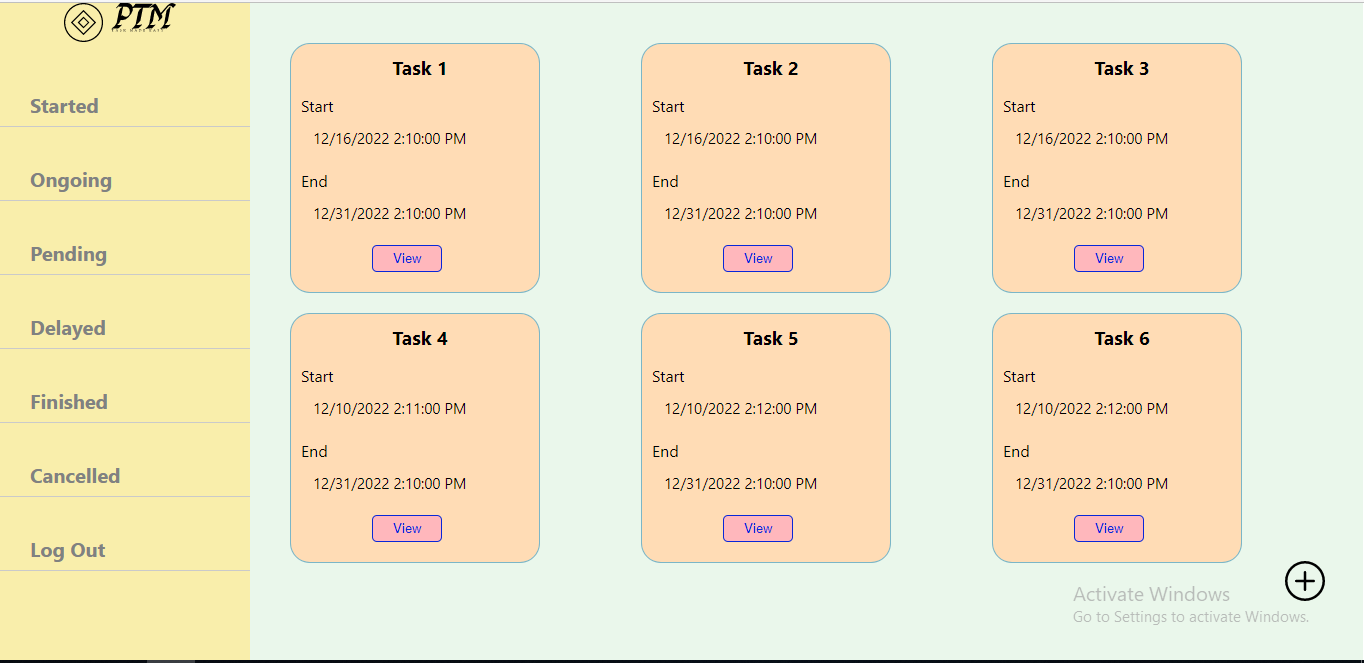 PTM
Started
Ongoing
Pending
Delayed
Finished
Cancelled
Log Out
Task 1
Start
12/16/2022 2:10:00 PM
End
12/31/2022 2:10:00 PM
View
Task 2
Start
12/16/2022 2:10:00 PM
End
12/31/2022 2:10:00 PM
View
Task 3
Start
12/16/2022 2:10:00 PM
End
12/31/2022 2:10:00 PM
View
Task 4
Start
12/10/2022 2:11:00 PM
End
12/31/2022 2:10:00 PM
View
Task 5
Start
12/10/2022 2:12:00 PM
End
12/31/2022 2:10:00 PM
View
Task 6
Start
12/10/2022 2:12:00 PM
End
12/31/2022 2:10:00 PM
View
Activate Windows
Go to Settings to activate Windows.